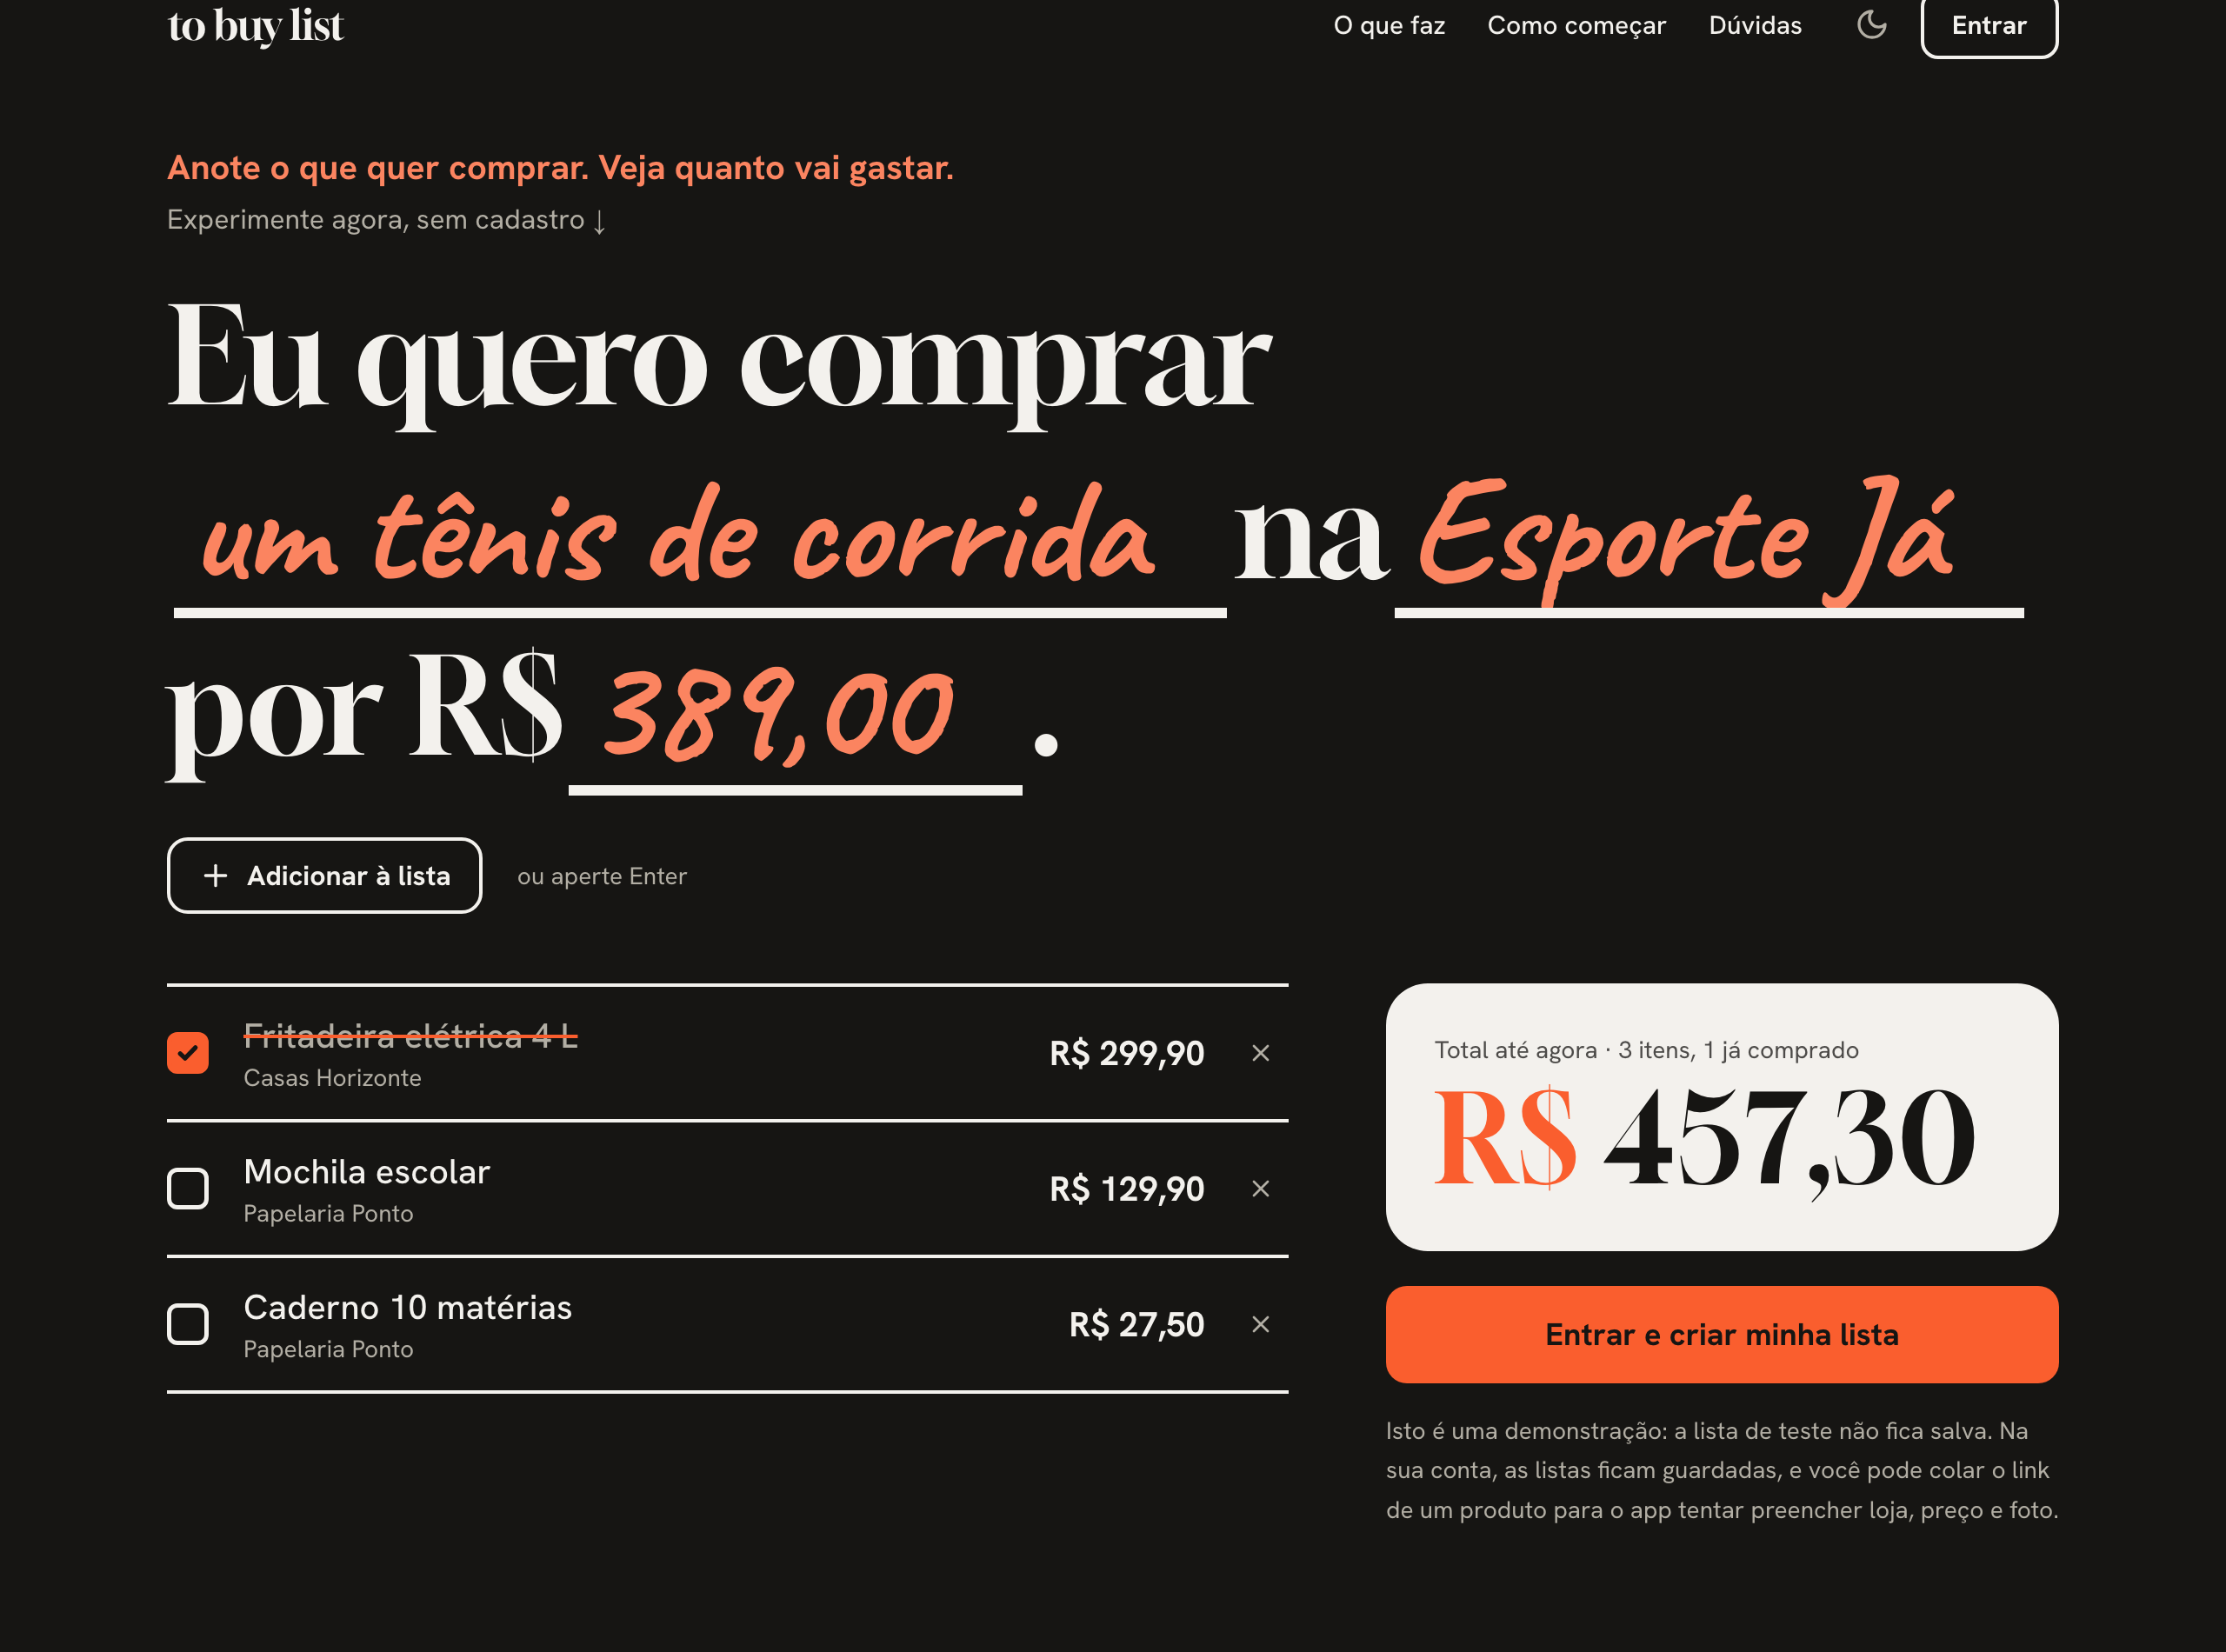 to buy list
O que faz
Como começar
Dúvidas
Entrar
Anote o que quer comprar. Veja quanto vai gastar.
Experimente agora, sem cadastro ↓
Eu quero comprar
um tênis de corrida na Esporte Já
por R$ 389,00 .
+ Adicionar à lista
ou aperte Enter
Fritadeira elétrica 4 L
Casas Horizonte
R$ 299,90 ×
Mochila escolar
Papelaria Ponto
R$ 129,90 ×
Caderno 10 matérias
Papelaria Ponto
R$ 27,50 ×
Total até agora · 3 itens, 1 já comprado
R$ 457,30
Entrar e criar minha lista
Isto é uma demonstração: a lista de teste não fica salva. Na
sua conta, as listas ficam guardadas, e você pode colar o link
de um produto para o app tentar preencher loja, preço e foto.